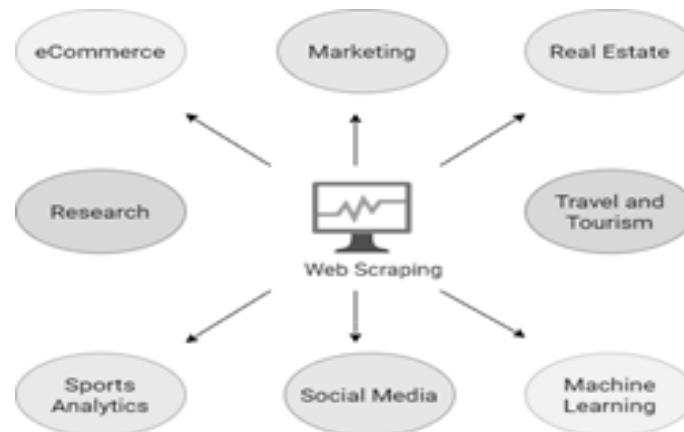 eCommerce
Marketing
Real Estate
Research
Travel and
Tourism
Web Scraping
Sports
Analytics
Social Media
Machine
Learning